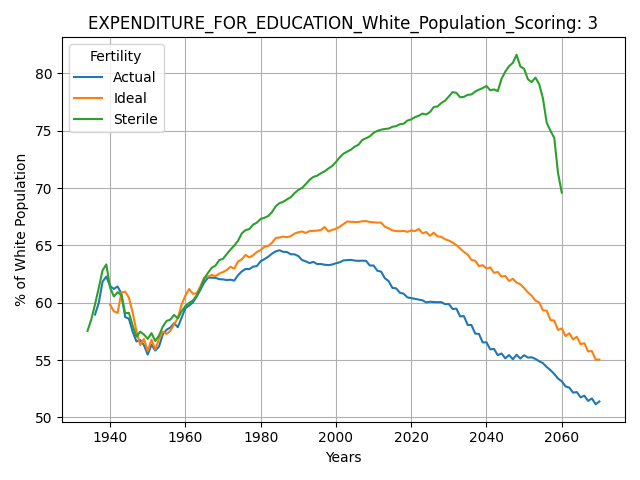 EXPENDITURE_FOR_EDUCATION_White_Population_Scoring: 3
Fertility
Actual
Ideal
Sterile
% of White Population
80
75
70
65
60
55
50
1940 1960 1980 2000 2020 2040 2060
Years